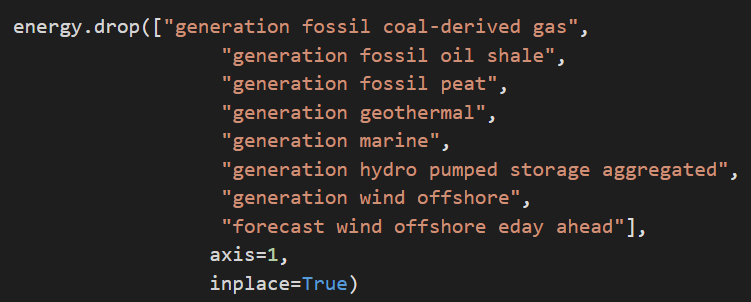 energy.drop(["generation fossil coal-derived gas",
"generation fossil oil shale",
"generation fossil peat",
"generation geothermal",
"generation marine",
"generation hydro pumped storage aggregated",
"generation wind offshore",
"forecast wind offshore eday ahead"],
axis=1,
inplace=True)